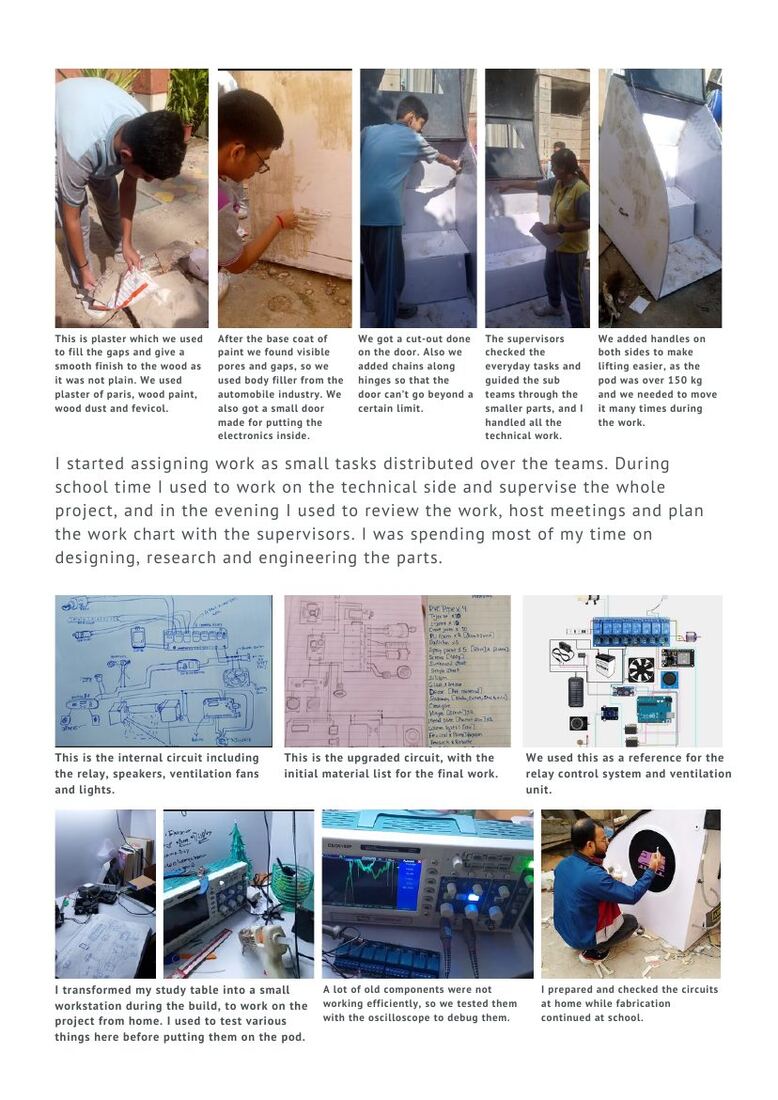 This is plaster which we used
to fill the gaps and give a
smooth finish to the wood as
it was not plain. We used
plaster of paris, wood paint,
wood dust and fevicol.
After the base coat of
paint we found visible
pores and gaps, so we
used body filler from the
automobile industry. We
also got a small door
made for putting the
electronics inside.
We got a cut-out done
on the door. Also we
added chains along
hinges so that the
door can't go beyond a
certain limit.
The supervisors
checked the
everyday tasks and
guided the sub
teams through the
smaller parts, and I
handled all the
technical work.
We added handles on
both sides to make
lifting easier, as the
pod was over 150 kg
and we needed to move
it many times during
the work.
I started assigning work as small tasks distributed over the teams. During
school time I used to work on the technical side and supervise the whole
project, and in the evening I used to review the work, host meetings and plan
the work chart with the supervisors. I was spending most of my time on
designing, research and engineering the parts.
This is the internal circuit including
the relay, speakers, ventilation fans
and lights.
This is the upgraded circuit, with the
initial material list for the final work.
We used this as a reference for the
relay control system and ventilation
unit.
I transformed my study table into a small
workstation during the build, to work on the
project from home. I used to test various
things here before putting them on the pod.
A lot of old components were not
working efficiently, so we tested them
with the oscilloscope to debug them.
I prepared and checked the circuits
at home while fabrication
continued at school.